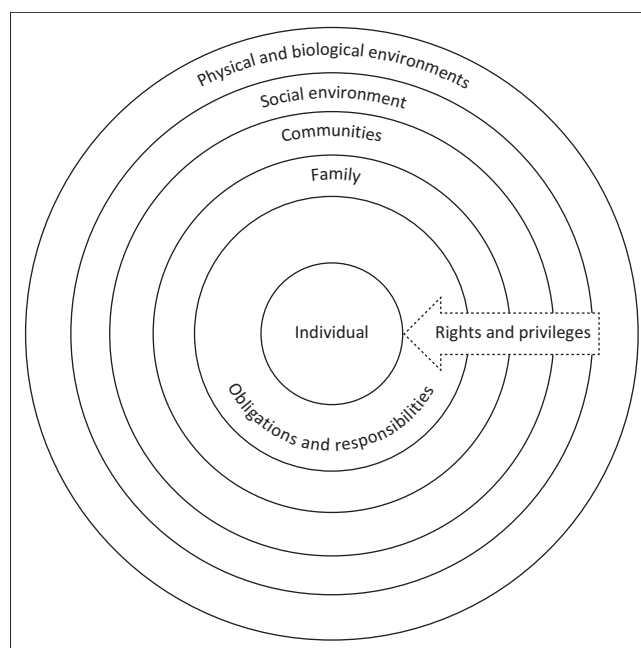 Physical and biological environments
Social environment
Communities
Family
Individual
Rights and privileges
Obligations and responsibilities